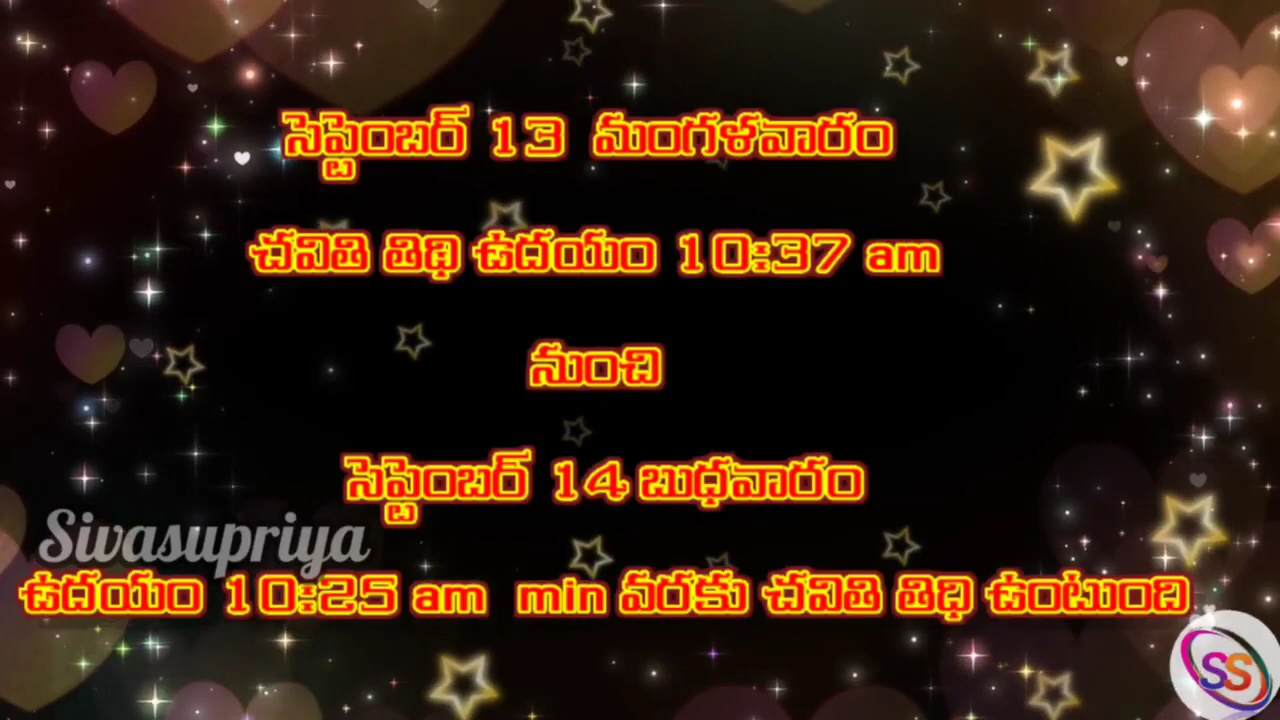 సెప్టెంబర్ 13 మంగళవారం
చవితి తిథి ఉదయం 10:37 am
నుంచి
సెప్టెంబర్ 14 బుధవారం
Sivasupriya
ఉదయం 10:25 am min వరకు చవితి తిధి ఉంటుంది
SS